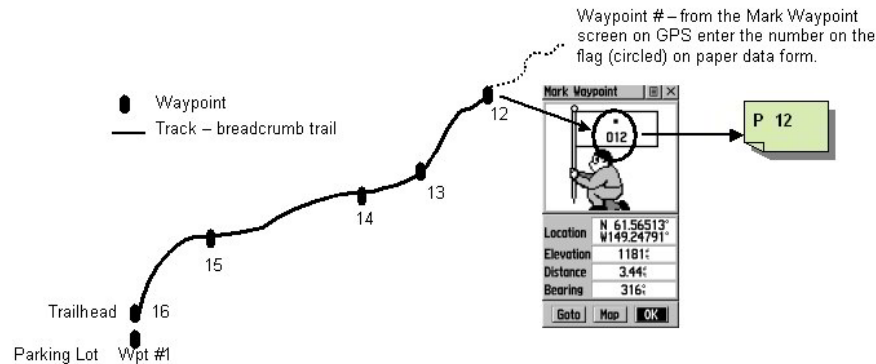 Waypoint # – from the Mark Waypoint
screen on GPS enter the number on the
flag (circled) on paper data form.
Waypoint
Track – breadcrumb trail
12
13
14
15
Trailhead 16
Parking Lot Wpt #1
Mark Waypoint
012
Location N 61.56513°
W149.24791°
Elevation 1181
Distance 3.44
Bearing 316
Goto Map OK
P 12